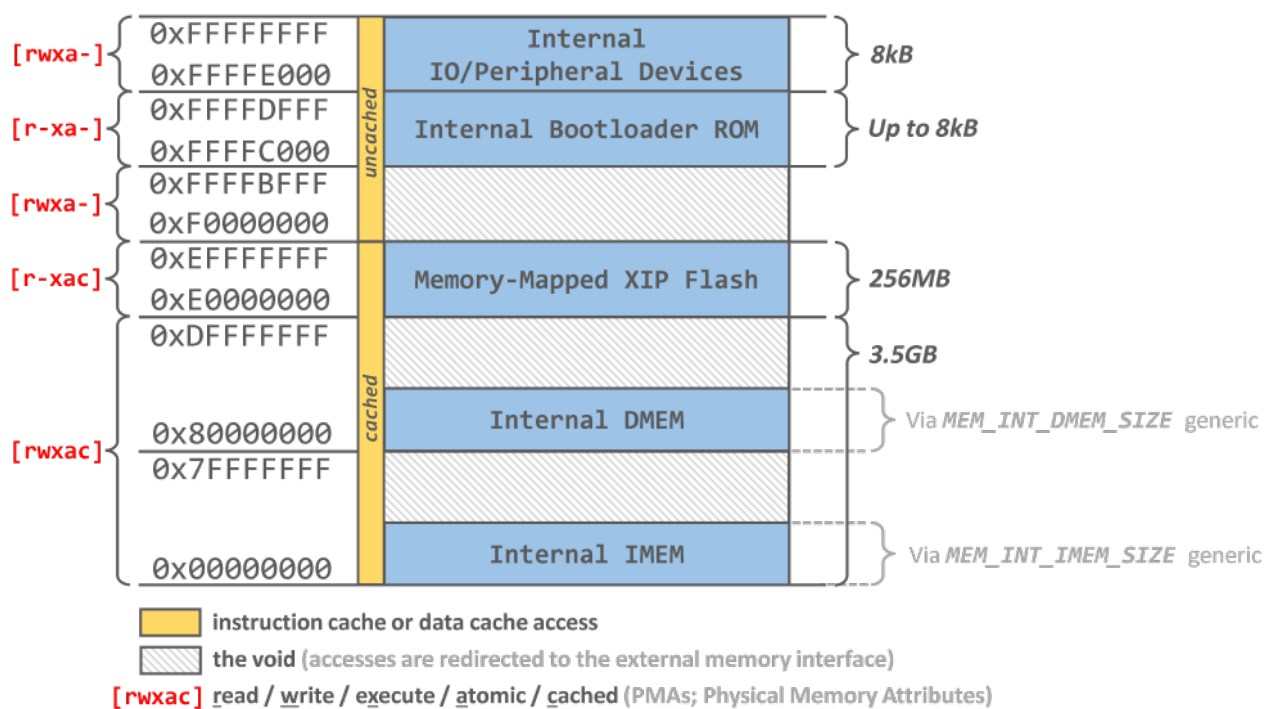 [rwxa-]
0xFFFFFFFF
0xFFFFE000
Internal
IO/Peripheral Devices
8kB
[r-xa-]
0xFFFFDFFF
0xFFFFC000
uncached
Internal Bootloader ROM
Up to 8kB
[rwxa-]
0xFFFFBFFF
0xF0000000
[r-xac]
0xEFFFFFFF
0xE0000000
Memory-Mapped XIP Flash
256MB
0xDFFFFFFF
3.5GB
[rwxac]
cached
0x80000000
Internal DMEM
Via MEM_INT_DMEM_SIZE generic
0x7FFFFFFF
0x00000000
Internal IMEM
Via MEM_INT_IMEM_SIZE generic
instruction cache or data cache access
the void (accesses are redirected to the external memory interface)
[rwxac] read / write / execute / atomic / cached (PMAs; Physical Memory Attributes)